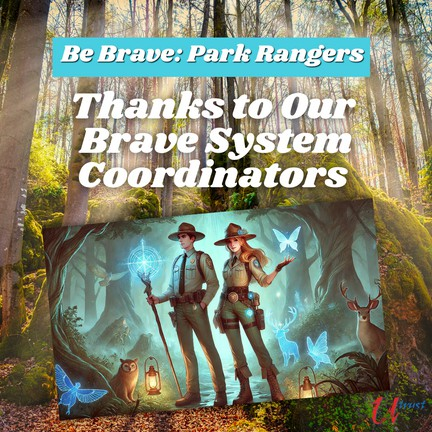 Be Brave: Park Rangers
Thanks to Our
Brave System
Coordinators